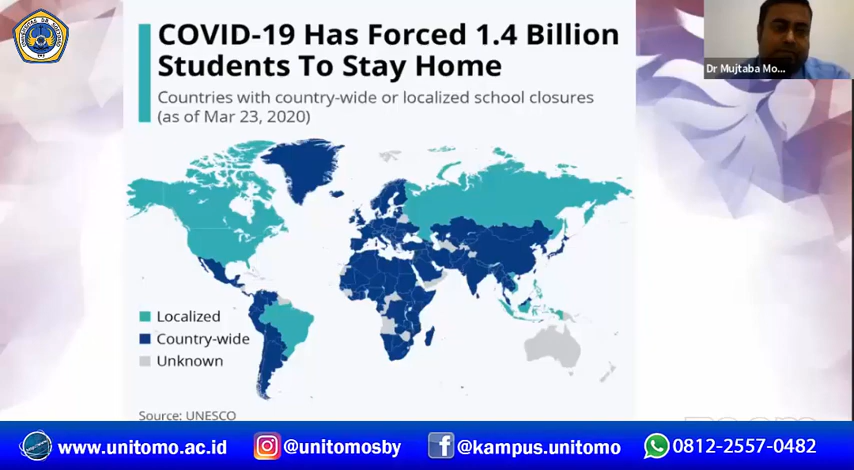 COVID-19 Has Forced 1.4 Billion
Students To Stay Home
Countries with country-wide or localized school closures
(as of Mar 23, 2020)
Dr Mujtaba Mo...
Localized
Country-wide
Unknown
Source: UNESCO
zoom
www.unitomo.ac.id
@unitomosby
@kampus.unitomo
0812-2557-0482